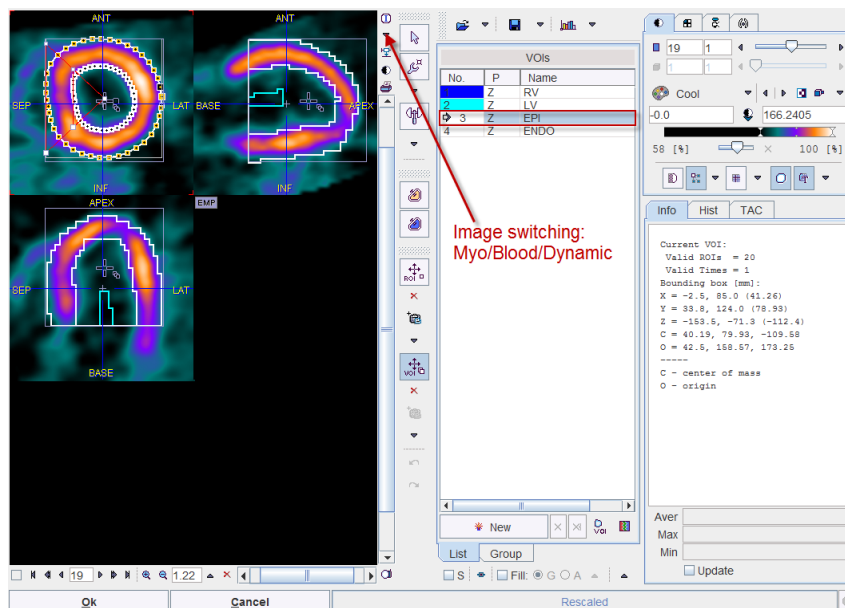 ANT
SEP
LAT
INF
ANT
BASE
APEX
INF
APEX
SEP
LAT
BASE
EMP
19
1.22
Ok
Cancel
Rescaled
Image switching:
Myo/Blood/Dynamic
ROI
VOI
VOIs
No. P Name
Z RV
2 Z LV
3 Z EPI
4 Z ENDO
New
VOI
List Group
S Fill: G A
19 1
1 1
Cool
-0.0 166.2405
58 [%] 100 [%]
Info Hist TAC
Current VOI:
Valid ROIs = 20
Valid Times = 1
Bounding box [mm]:
X = -2.5, 85.0 (41.26)
Y = 33.8, 124.0 (78.93)
Z = -153.5, -71.3 (-112.4)
C = 40.19, 79.93, -109.58
O = 42.5, 158.57, 173.25
-----
C - center of mass
O - origin
Aver
Max
Min
Update